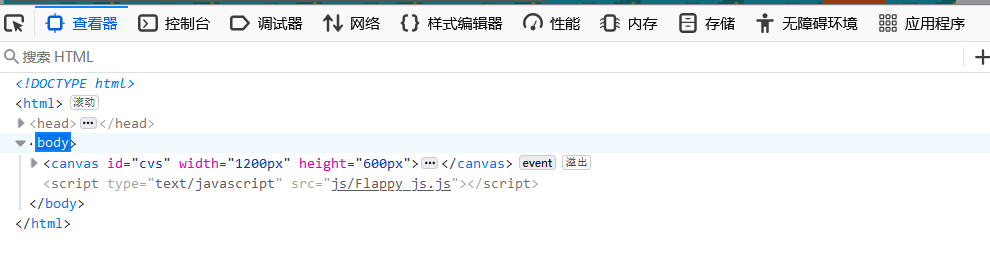 查看器 控制台 调试器 网络 {} 样式编辑器 性能 内存 存储 无障碍环境 应用程序
搜索 HTML +
<!DOCTYPE html>
<html> 滚动
<head> ··· </head>
body>
<canvas id="cvs" width="1200px" height="600px"> ··· </canvas> event 溢出
<script type="text/javascript" src="js/Flappy_js.js"></script>
</body>
</html>